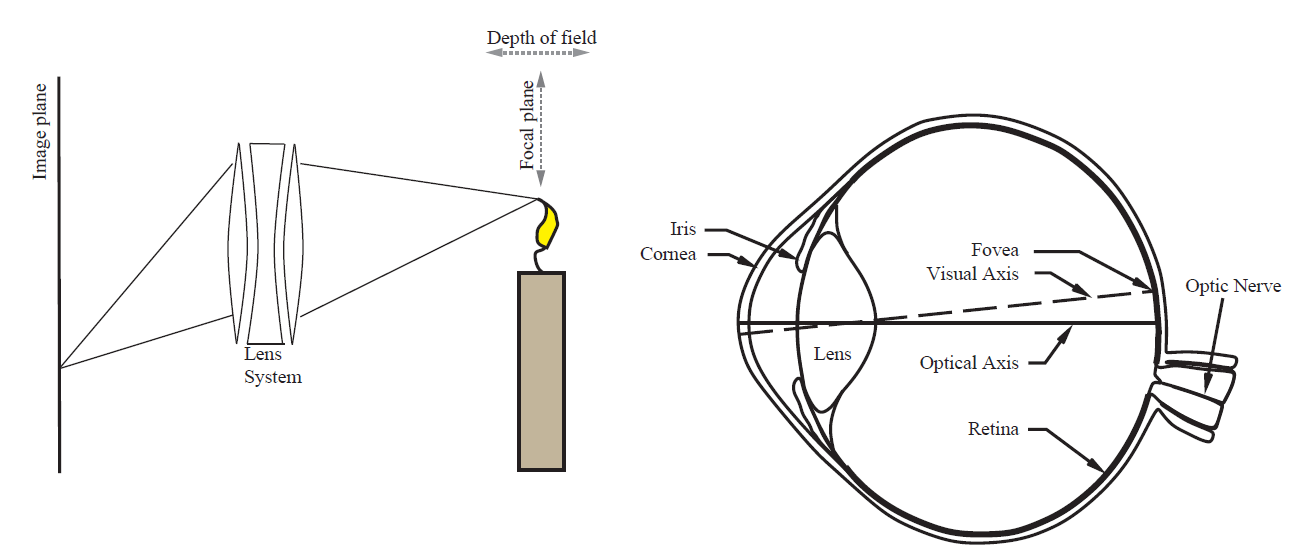 Depth of field
Image plane
Focal plane
Lens
System
Iris
Cornea
Lens
Fovea
Visual Axis
Optic Nerve
Optical Axis
Retina